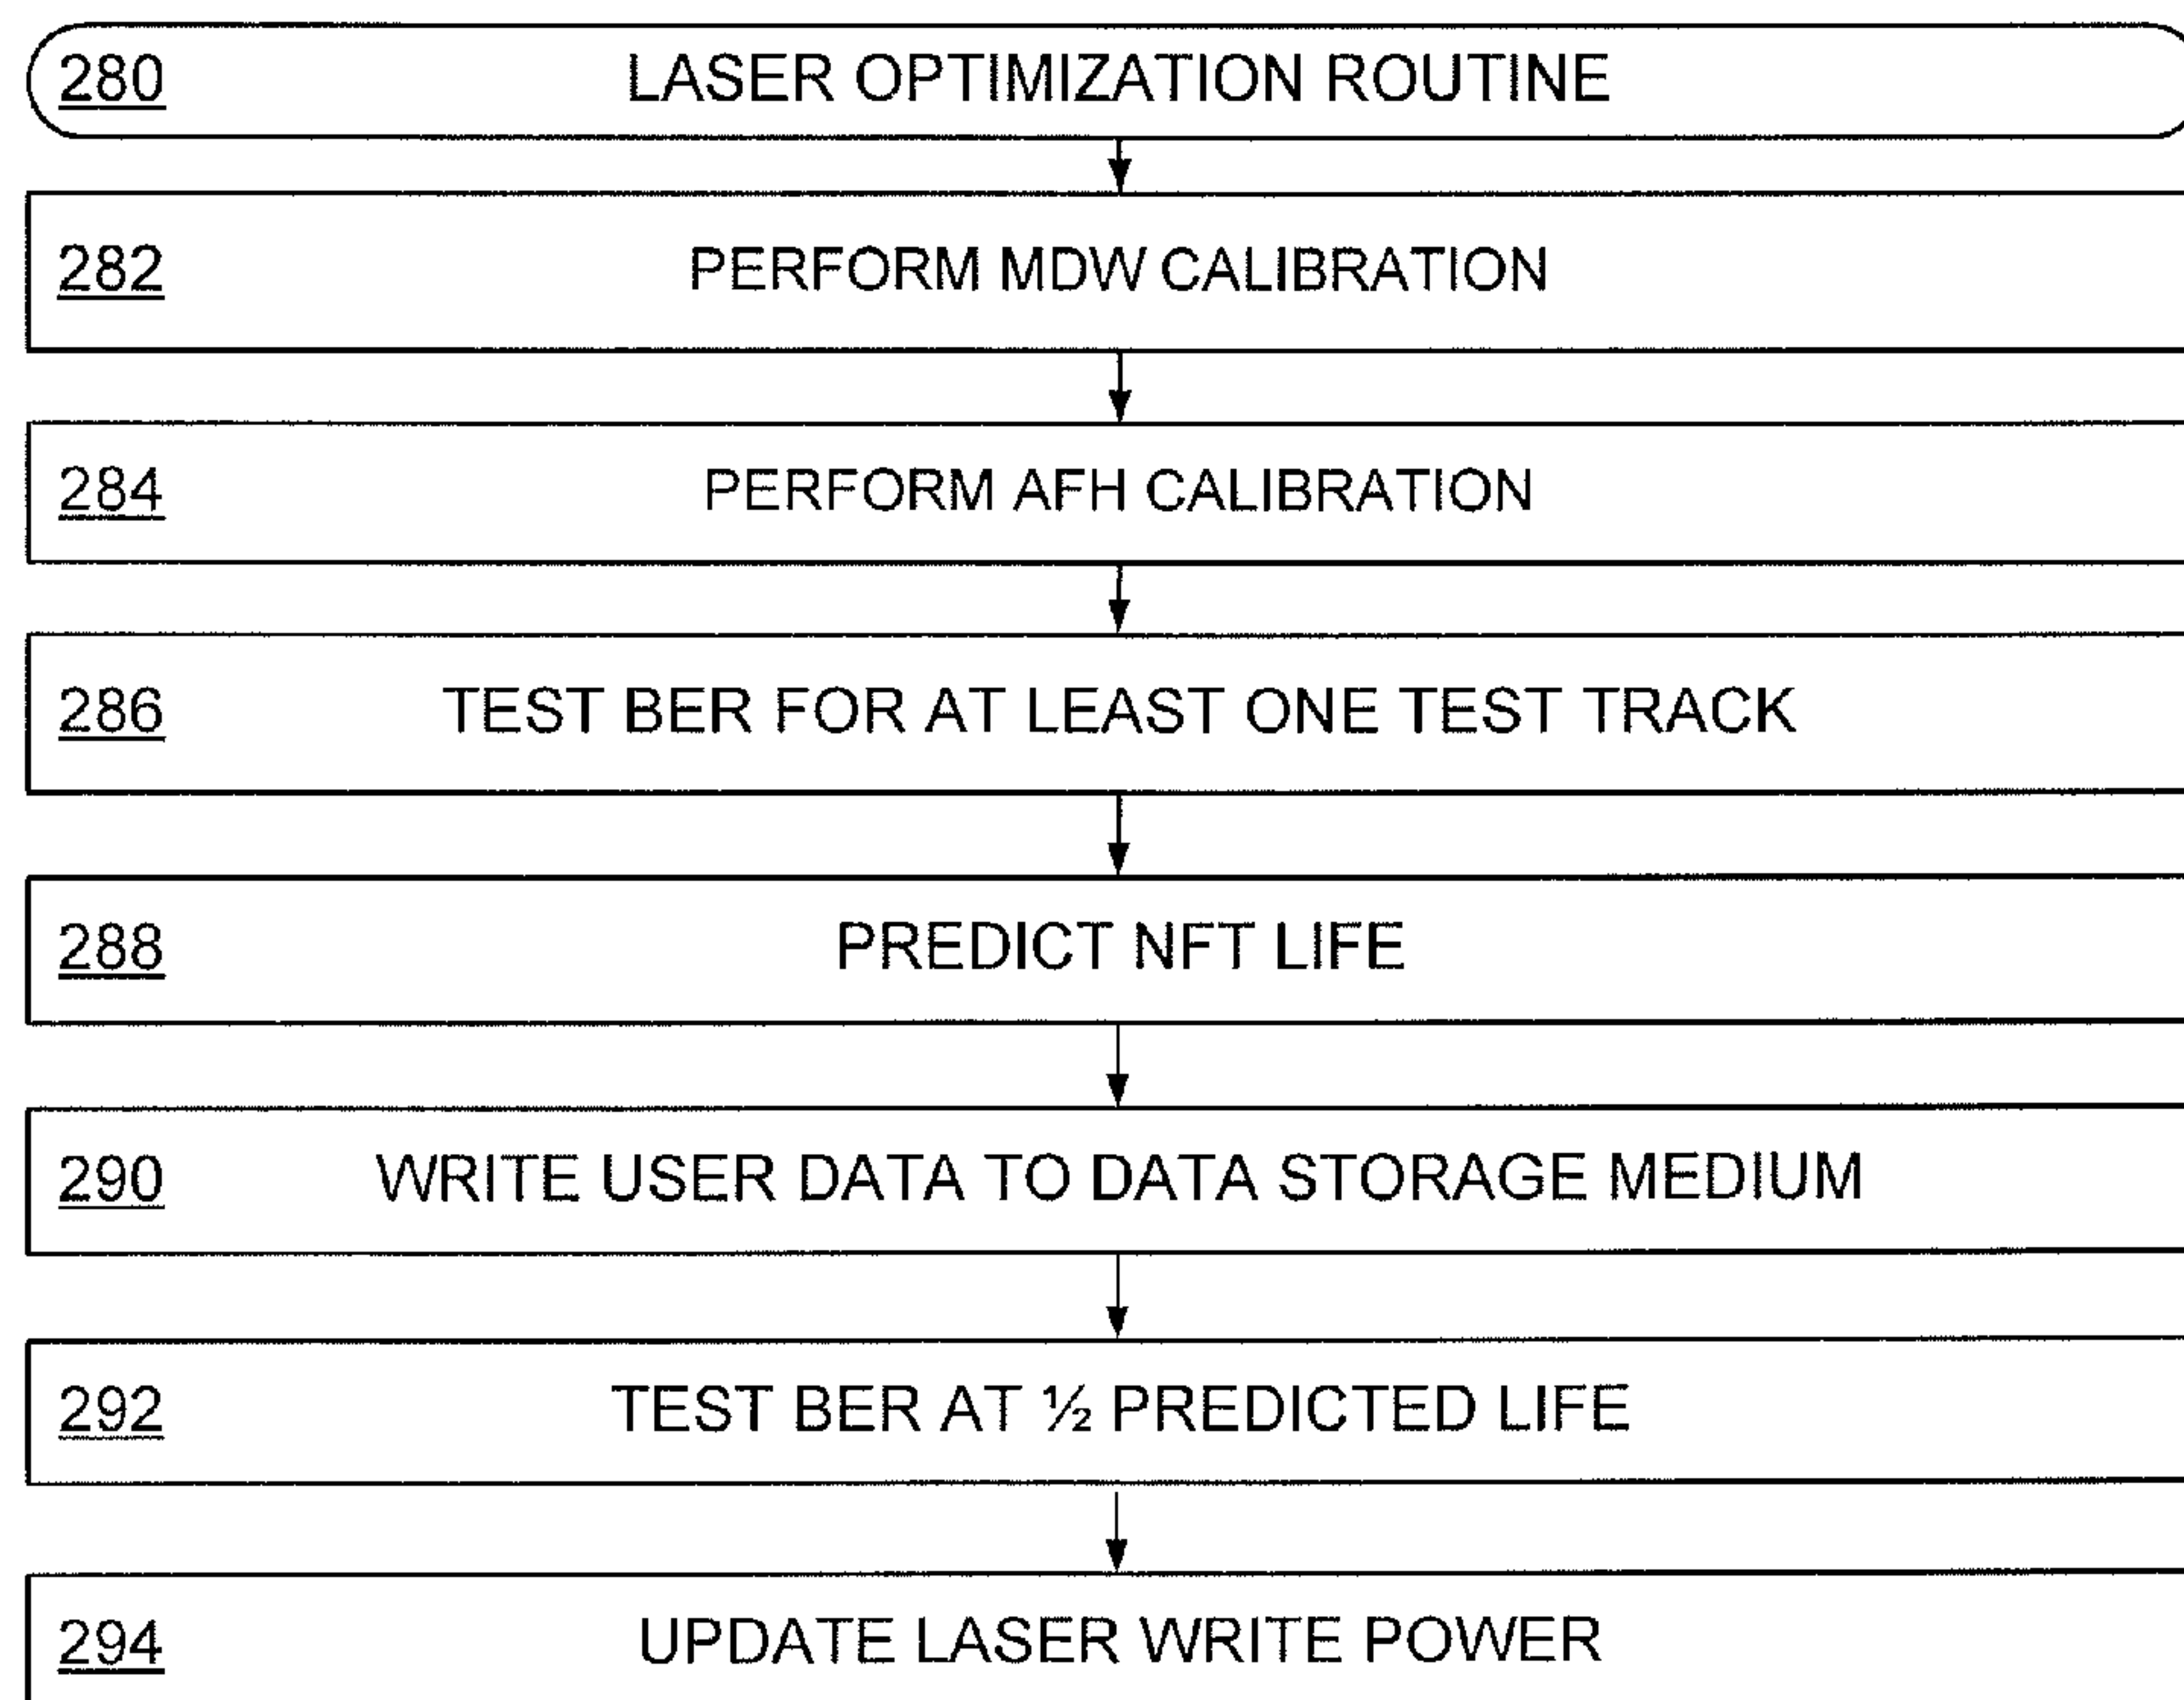 280 LASER OPTIMIZATION ROUTINE
282 PERFORM MDW CALIBRATION
284 PERFORM AFH CALIBRATION
286 TEST BER FOR AT LEAST ONE TEST TRACK
288 PREDICT NFT LIFE
290 WRITE USER DATA TO DATA STORAGE MEDIUM
292 TEST BER AT ½ PREDICTED LIFE
294 UPDATE LASER WRITE POWER